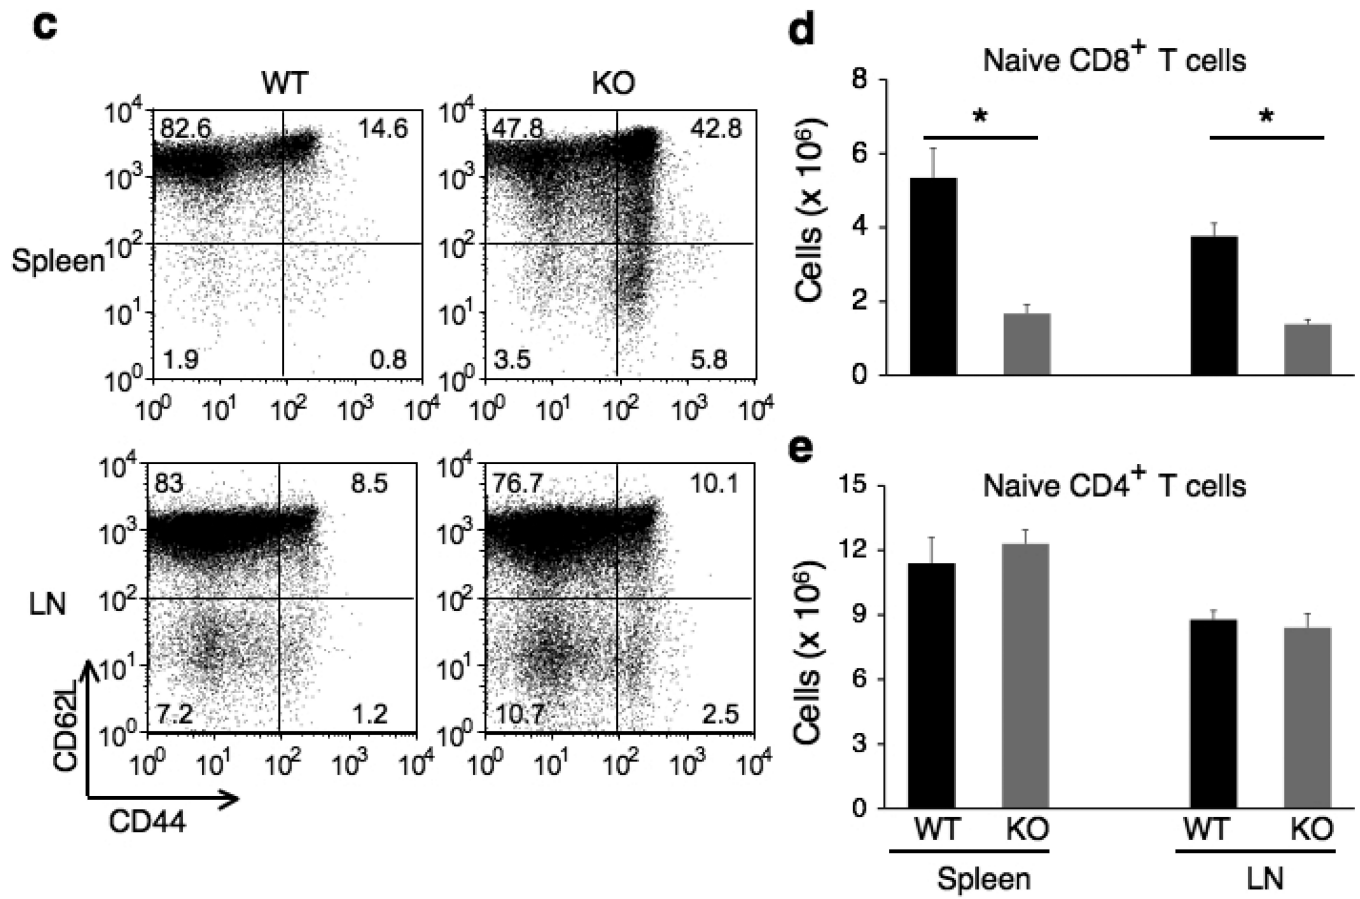 c
WT
KO
10⁴
10³
10²
10¹
10⁰
82.6
14.6
1.9
0.8
10⁰ 10¹ 10² 10³ 10⁴
10⁴
10³
10²
10¹
10⁰
47.8
42.8
3.5
5.8
10⁰ 10¹ 10² 10³ 10⁴
Spleen
10⁴
10³
10²
10¹
10⁰
83
8.5
7.2
1.2
10⁰ 10¹ 10² 10³ 10⁴
10⁴
10³
10²
10¹
10⁰
76.7
10.1
10.7
2.5
10⁰ 10¹ 10² 10³ 10⁴
LN
CD62L
CD44
d
Naive CD8⁺ T cells
Cells (x 10⁶)
8
6
4
2
0
*
*
e
Naive CD4⁺ T cells
Cells (x 10⁶)
15
12
9
6
3
0
WT KO WT KO
Spleen LN